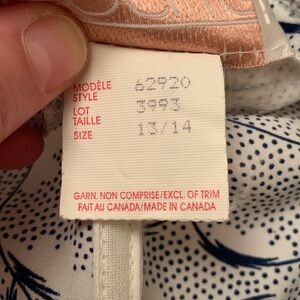 MODÈLE
STYLE 62920
LOT 3993
TAILLE
SIZE 13/14
GARN. NON COMPRISE/EXCL. OF TRIM
FAIT AU CANADA/MADE IN CANADA